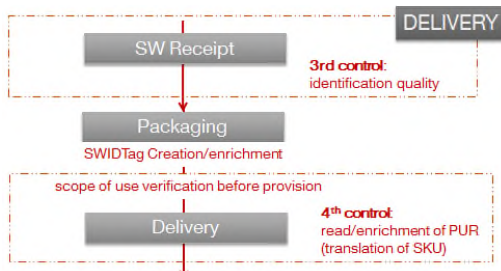 DELIVERY
SW Receipt
3rd control:
identification quality
Packaging
SWIDTag Creation/enrichment
scope of use verification before provision
Delivery
4th control:
read/enrichment of PUR
(translation of SKU)